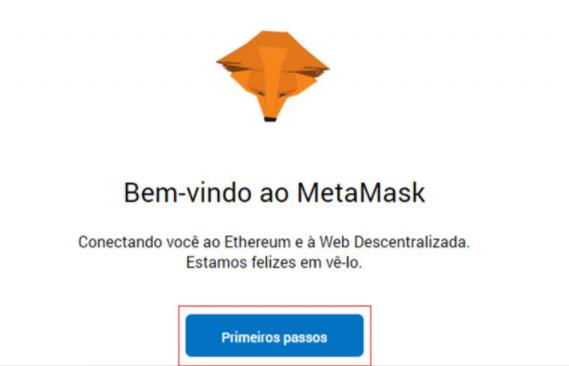 Bem-vindo ao MetaMask
Conectando você ao Ethereum e à Web Descentralizada.
Estamos felizes em vê-lo.
Primeiros passos